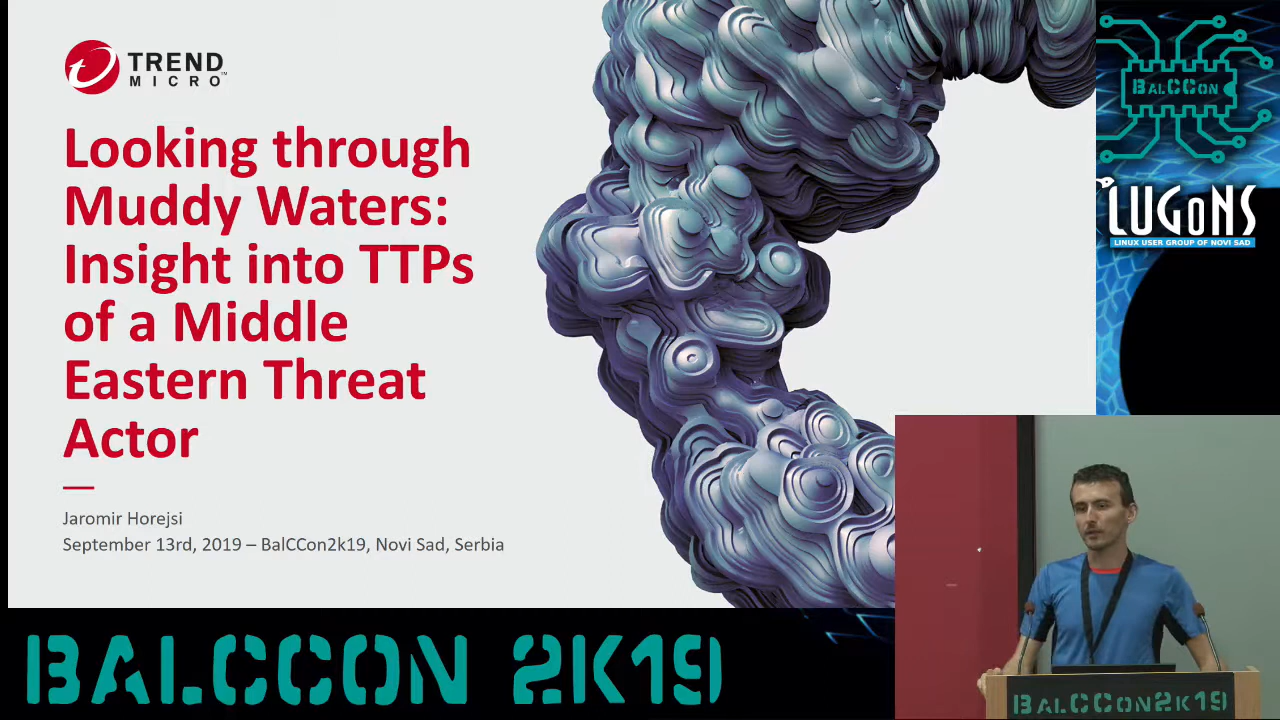 TREND
MICRO™
Looking through
Muddy Waters:
Insight into TTPs
of a Middle
Eastern Threat
Actor
Jaromir Horejsi
September 13rd, 2019 – BalCCon2k19, Novi Sad, Serbia
BALCCON
LUGoNS
LINUX USER GROUP OF NOVI SAD
BALCCON2K19
BALCCON 2K19